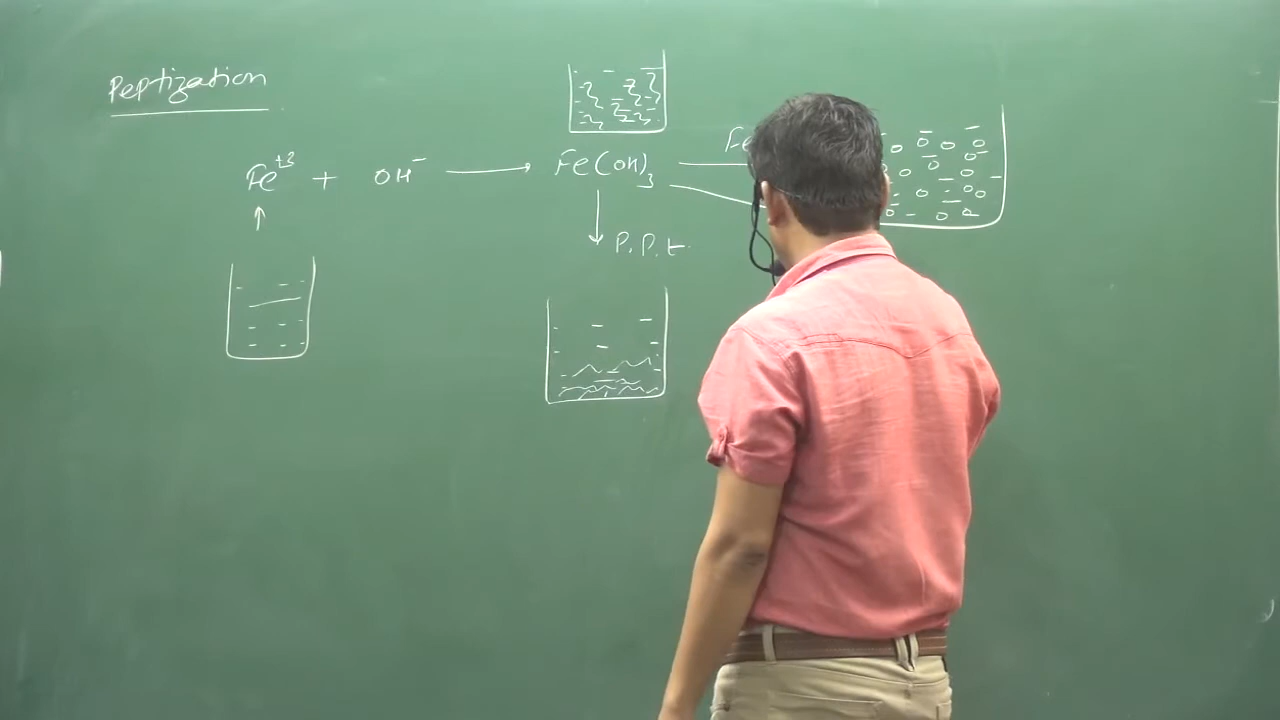 Peptization
Fe⁺³ + OH⁻ → Fe(OH)₃ Fe
↓ P.P.t.